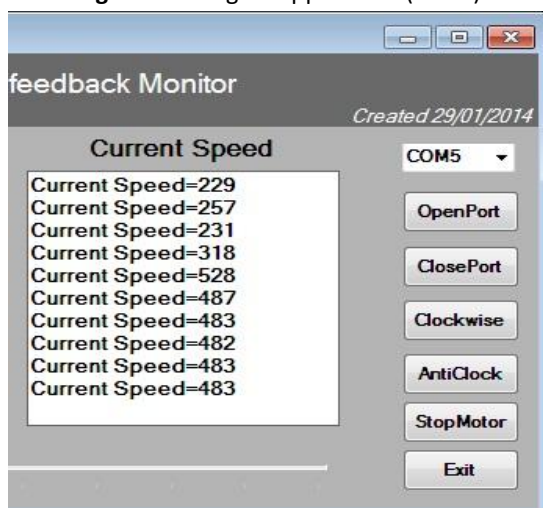 feedback Monitor
Created 29/01/2014
Current Speed
COM5
Current Speed=229
Current Speed=257
Current Speed=231
Current Speed=318
Current Speed=528
Current Speed=487
Current Speed=483
Current Speed=482
Current Speed=483
Current Speed=483
OpenPort
ClosePort
Clockwise
AntiClock
StopMotor
Exit